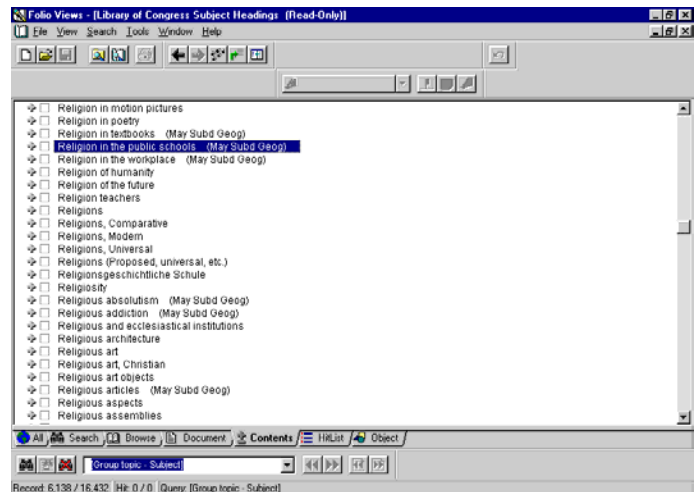 Folio Views - [Library of Congress Subject Headings (Read-Only)]
File View Search Tools Window Help
Religion in motion pictures
Religion in poetry
Religion in textbooks (May Subd Geog)
Religion in the public schools (May Subd Geog)
Religion in the workplace (May Subd Geog)
Religion of humanity
Religion of the future
Religion teachers
Religions
Religions, Comparative
Religions, Modern
Religions, Universal
Religions (Proposed, universal, etc.)
Religionsgeschichtliche Schule
Religiosity
Religious absolutism (May Subd Geog)
Religious addiction (May Subd Geog)
Religious and ecclesiastical institutions
Religious architecture
Religious art
Religious art, Christian
Religious art objects
Religious articles (May Subd Geog)
Religious aspects
Religious assemblies
All Search Browse Document Contents HitList Object
[Group topic - Subject]
Record: 6,138 / 16,432 Hit: 0 / 0 Query: [Group topic - Subject]